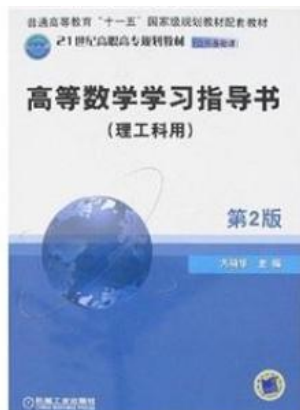 普通高等教育“十一五”国家级规划教材配套教材
21世纪高职高专规划教材
高等数学学习指导书
(理工科用)
第2版
主编
机械工业出版社